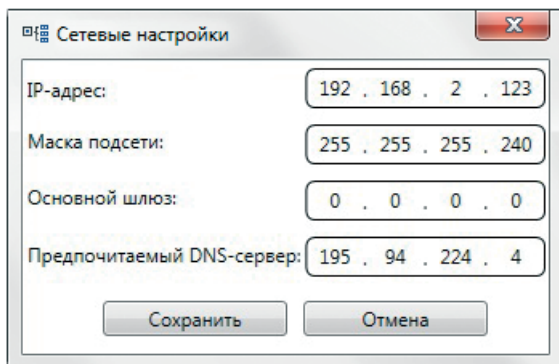 Сетевые настройки
IP-адрес: 192 . 168 . 2 . 123
Маска подсети: 255 . 255 . 255 . 240
Основной шлюз: 0 . 0 . 0 . 0
Предпочитаемый DNS-сервер: 195 . 94 . 224 . 4
Сохранить Отмена